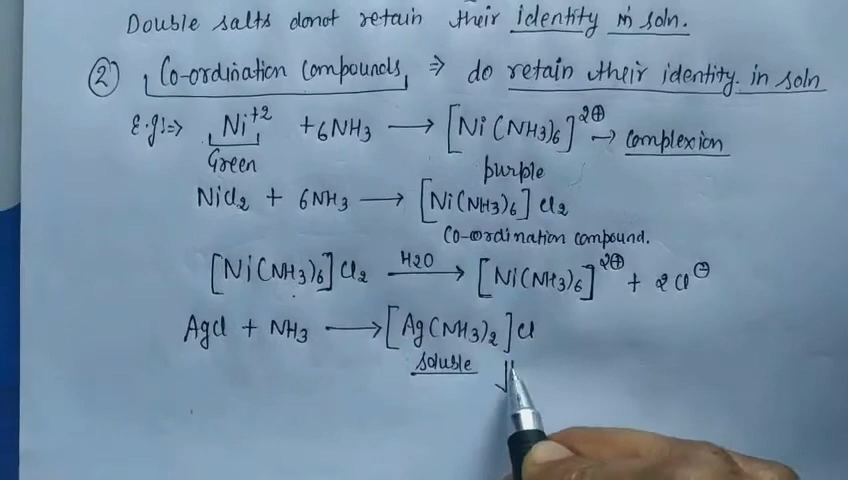 Double salts donot retain their identity in soln.
② Co-ordination Compounds, ⇒ do retain their identity. in soln
E.g:⇒ Ni⁺² + 6NH3 → [Ni(NH3)6]²⊕ → complexion
Green purple
NiCl2 + 6NH3 → [Ni(NH3)6]Cl2
Co-ordination compound.
[Ni(NH3)6]Cl2 H2O → [Ni(NH3)6]²⊕ + 2Cl⊖
AgCl + NH3 → [Ag(NH3)2]Cl
soluble